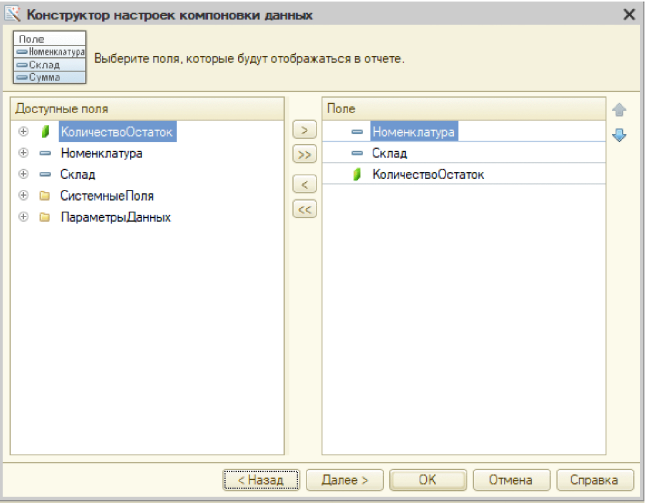 Конструктор настроек компоновки данных
Поле
Номенклатура
Склад
Сумма
Выберите поля, которые будут отображаться в отчете.
Доступные поля
КоличествоОстаток
Номенклатура
Склад
СистемныеПоля
ПараметрыДанных
>
>>
<
<<
Поле
Номенклатура
Склад
КоличествоОстаток
< Назад Далее > OK Отмена Справка